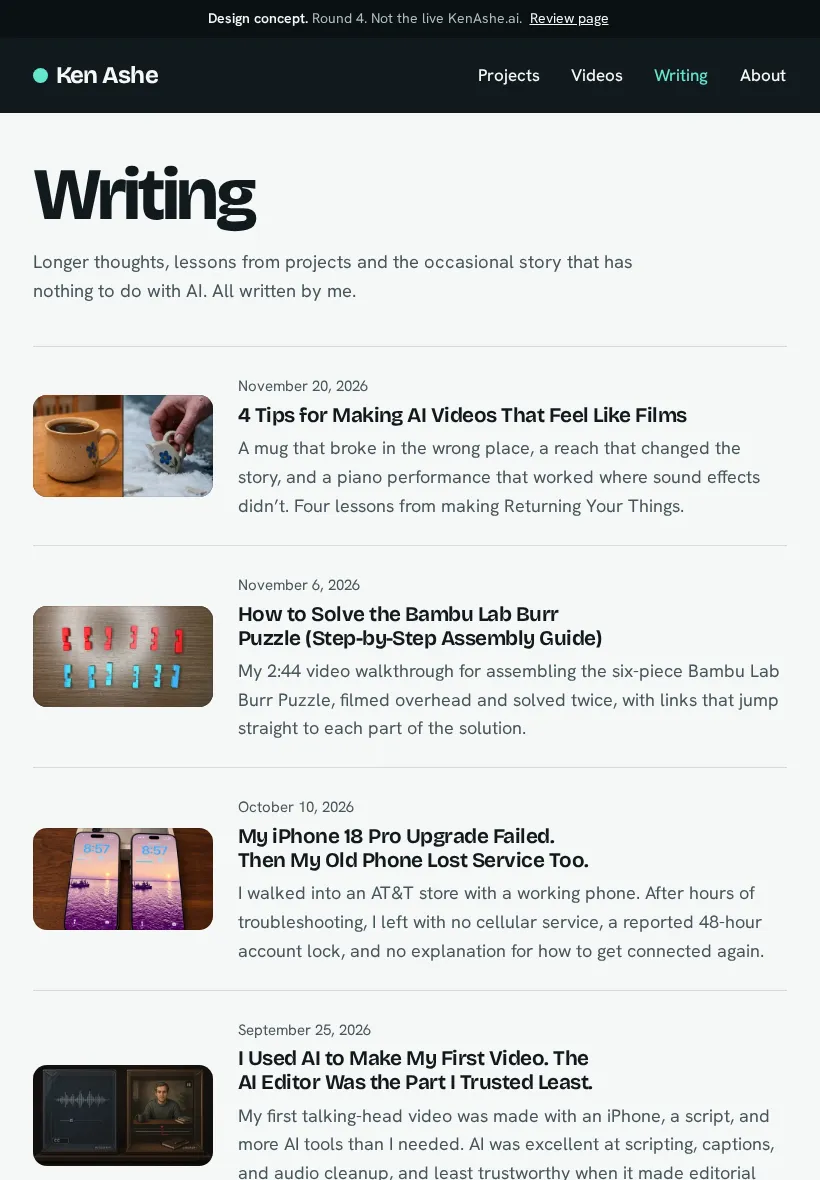 Design concept. Round 4. Not the live KenAshe.ai. Review page
Ken Ashe
Projects Videos Writing About
Writing
Longer thoughts, lessons from projects and the occasional story that has
nothing to do with AI. All written by me.
November 20, 2026
4 Tips for Making AI Videos That Feel Like Films
A mug that broke in the wrong place, a reach that changed the
story, and a piano performance that worked where sound effects
didn’t. Four lessons from making Returning Your Things.
November 6, 2026
How to Solve the Bambu Lab Burr
Puzzle (Step-by-Step Assembly Guide)
My 2:44 video walkthrough for assembling the six-piece Bambu Lab
Burr Puzzle, filmed overhead and solved twice, with links that jump
straight to each part of the solution.
October 10, 2026
8:57 8:57
My iPhone 18 Pro Upgrade Failed.
Then My Old Phone Lost Service Too.
I walked into an AT&T store with a working phone. After hours of
troubleshooting, I left with no cellular service, a reported 48-hour
account lock, and no explanation for how to get connected again.
September 25, 2026
I Used AI to Make My First Video. The
AI Editor Was the Part I Trusted Least.
My first talking-head video was made with an iPhone, a script, and
more AI tools than I needed. AI was excellent at scripting, captions,
and audio cleanup, and least trustworthy when it made editorial